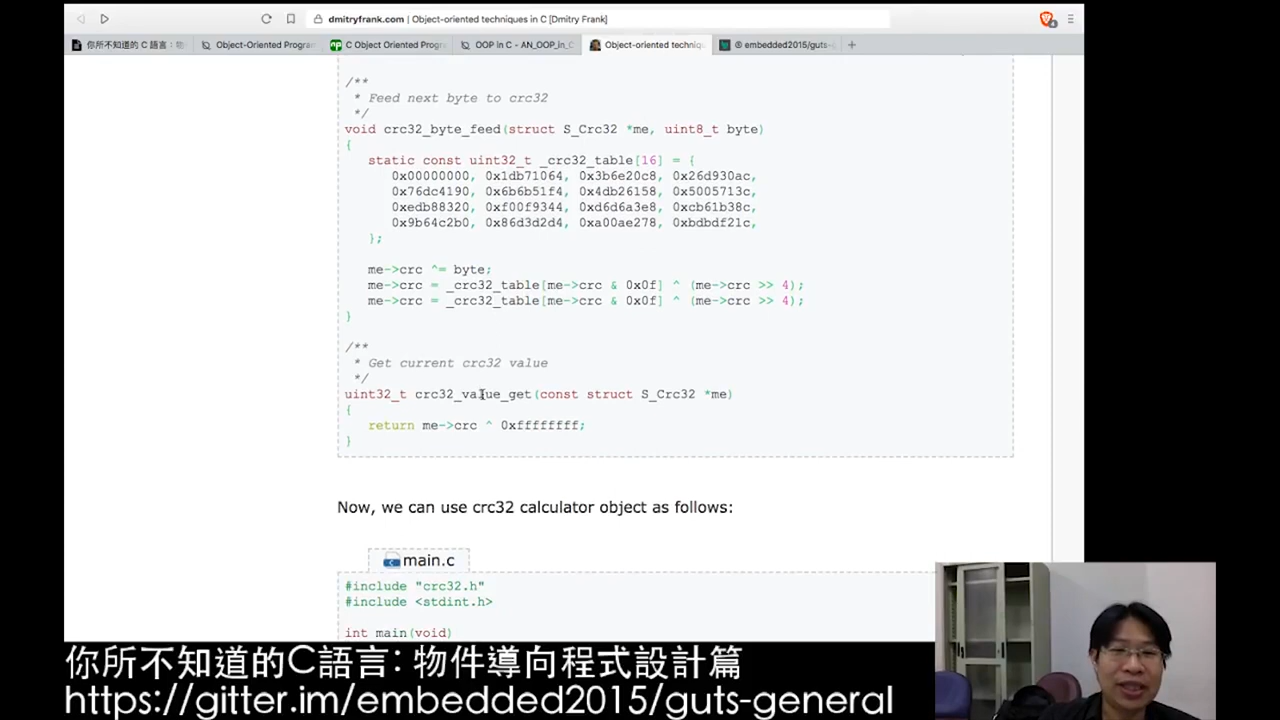 dmitryfrank.com | Object-oriented techniques in C [Dmitry Frank]
你所不知道的 C 語言：物
Object-Oriented Progra
C Object Oriented Progr
OOP in C - AN_OOP_in_C
Object-oriented techniqu
embedded2015/guts-
/**
* Feed next byte to crc32
*/
void crc32_byte_feed(struct S_Crc32 *me, uint8_t byte)
{
static const uint32_t _crc32_table[16] = {
0x00000000, 0x1db71064, 0x3b6e20c8, 0x26d930ac,
0x76dc4190, 0x6b6b51f4, 0x4db26158, 0x5005713c,
0xedb88320, 0xf00f9344, 0xd6d6a3e8, 0xcb61b38c,
0x9b64c2b0, 0x86d3d2d4, 0xa00ae278, 0xbdbdf21c,
};
me->crc ^= byte;
me->crc = _crc32_table[me->crc & 0x0f] ^ (me->crc >> 4);
me->crc = _crc32_table[me->crc & 0x0f] ^ (me->crc >> 4);
}
/**
* Get current crc32 value
*/
uint32_t crc32_value_get(const struct S_Crc32 *me)
{
return me->crc ^ 0xffffffff;
}
Now, we can use crc32 calculator object as follows:
main.c
#include "crc32.h"
#include <stdint.h>
int main(void)
你所不知道的C語言: 物件導向程式設計篇
https://gitter.im/embedded2015/guts-general